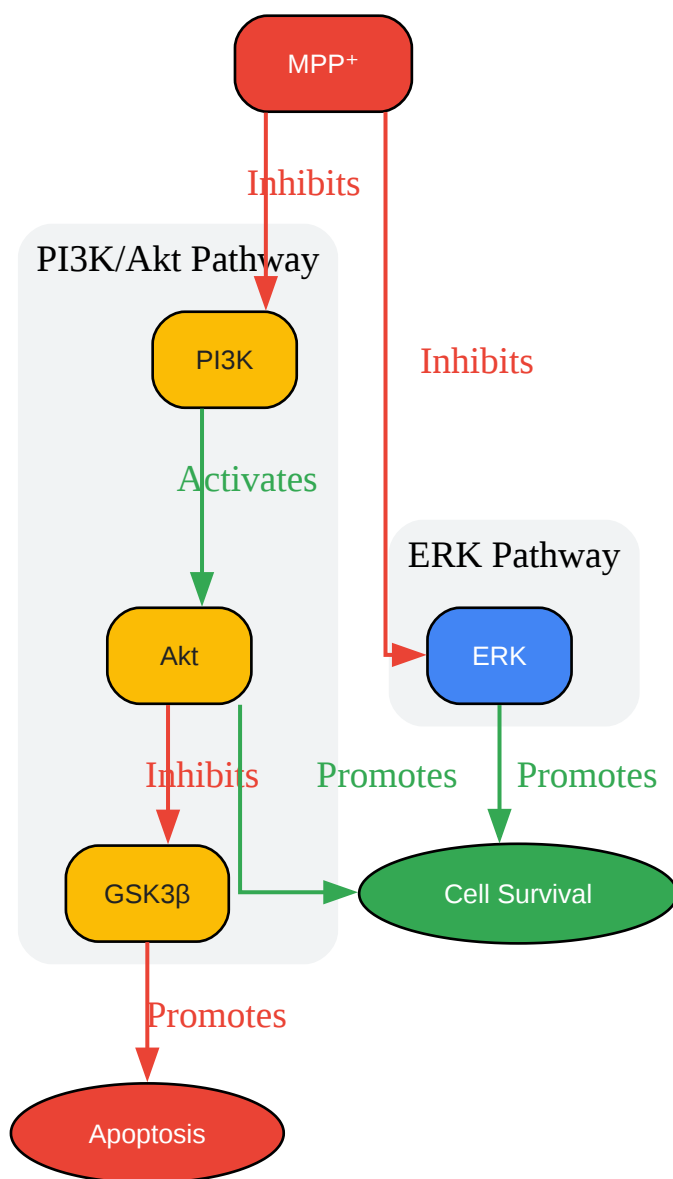 MPP⁺
Inhibits
PI3K/Akt Pathway
PI3K
Inhibits
Activates
ERK Pathway
Akt
ERK
Inhibits
Promotes
Promotes
GSK3β
Cell Survival
Promotes
Apoptosis